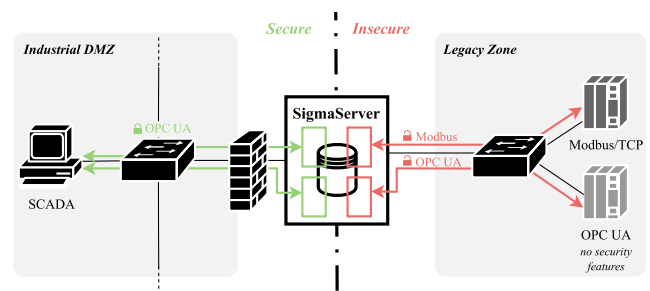 Secure
Insecure
Industrial DMZ
Legacy Zone
SigmaServer
OPC UA
Modbus
OPC UA
Modbus/TCP
SCADA
OPC UA
no security
features